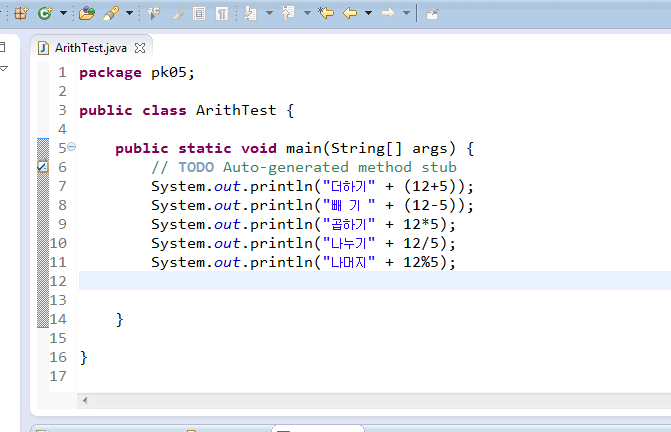 ArithTest.java
1 package pk05;
2
3 public class ArithTest {
4
5 public static void main(String[] args) {
6 // TODO Auto-generated method stub
7 System.out.println("더하기" + (12+5));
8 System.out.println("빼 기 " + (12-5));
9 System.out.println("곱하기" + 12*5);
10 System.out.println("나누기" + 12/5);
11 System.out.println("나머지" + 12%5);
12
13
14 }
15
16 }
17